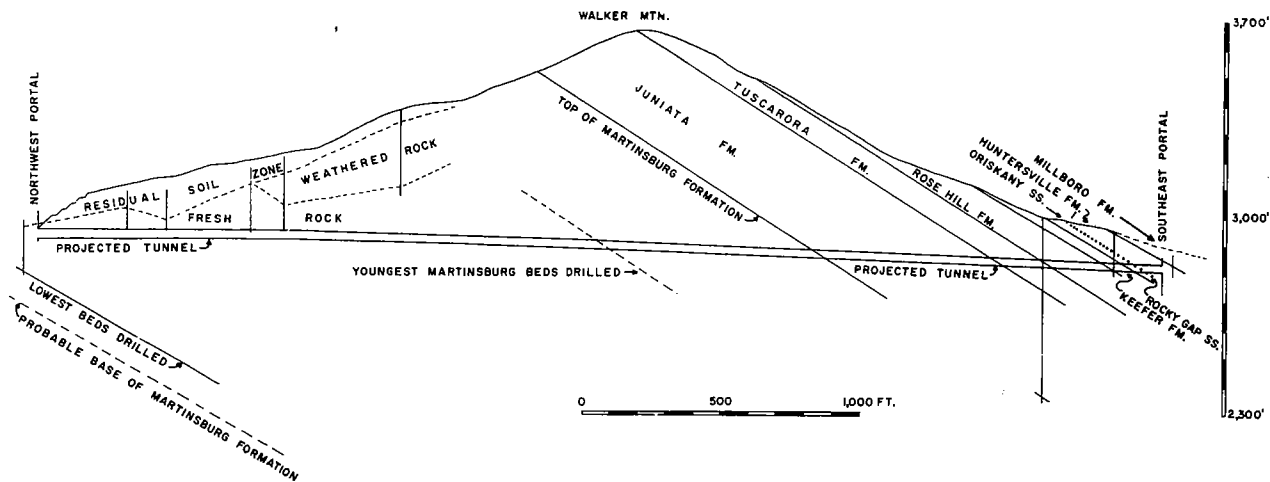 WALKER MTN.
3,700'
NORTHWEST PORTAL
JUNIATA
FM.
TUSCARORA
FM.
TOP OF MARTINSBURG FORMATION
RESIDUAL SOIL ZONE
WEATHERED ROCK
FRESH ROCK
ROSE HILL FM.
HUNTERSVILLE FM.?
ORISKANY SS.
MILLBORO FM.
SOUTHEAST PORTAL
3,000'
PROJECTED TUNNEL
YOUNGEST MARTINSBURG BEDS DRILLED
PROJECTED TUNNEL
ROCKY GAP SS.
KEEFER FM.
LOWEST BEDS DRILLED
PROBABLE BASE OF MARTINSBURG FORMATION
0 500 1,000 FT.
2,300'